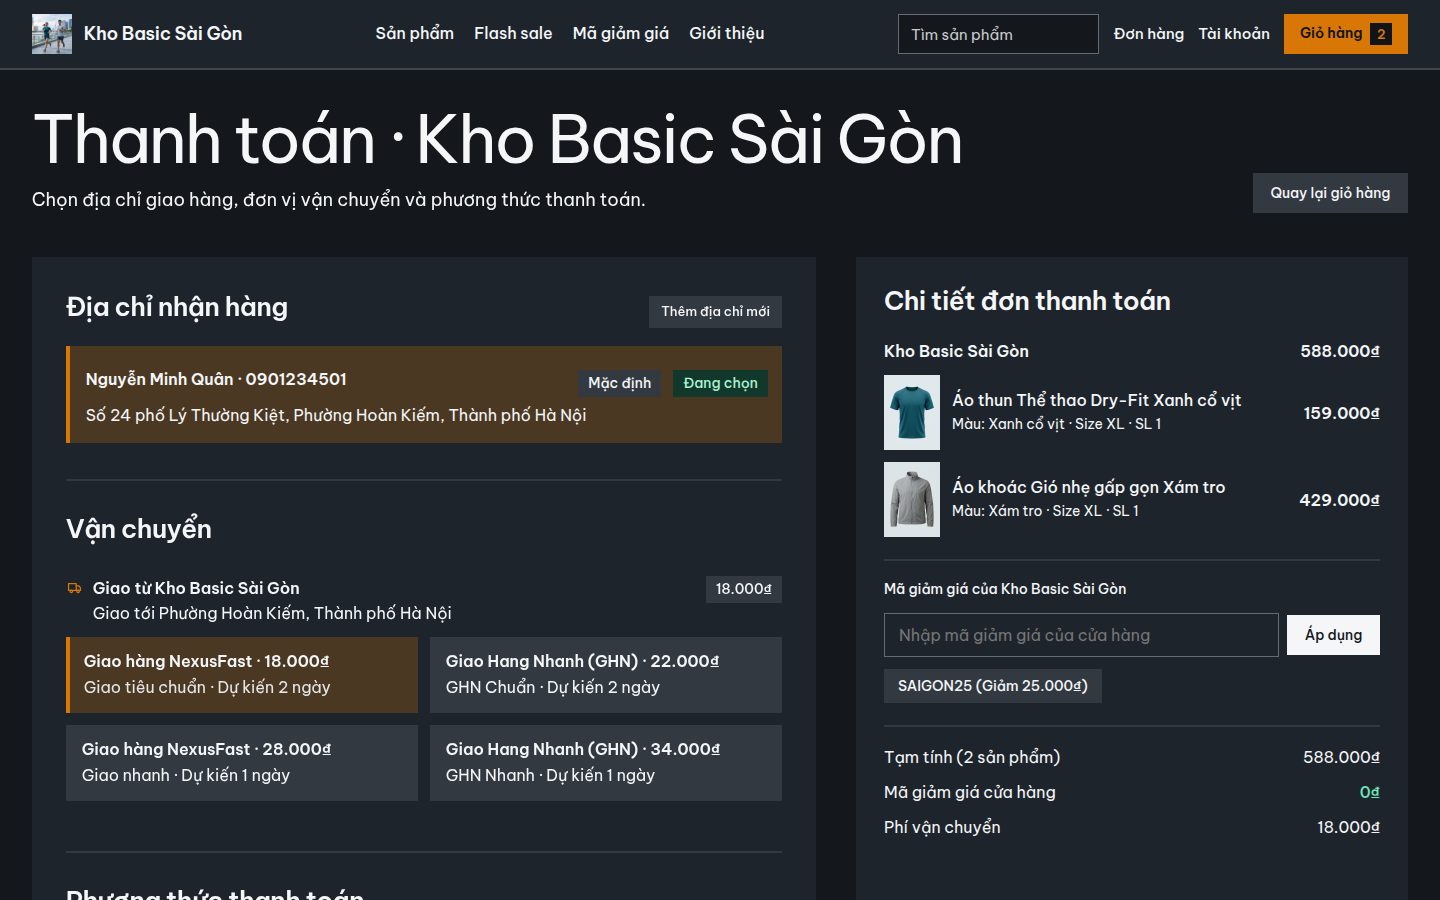 Kho Basic Sài Gòn
Sản phẩm
Flash sale
Mã giảm giá
Giới thiệu
Tìm sản phẩm
Đơn hàng
Tài khoản
Giỏ hàng 2
Thanh toán · Kho Basic Sài Gòn
Chọn địa chỉ giao hàng, đơn vị vận chuyển và phương thức thanh toán.
Quay lại giỏ hàng
Địa chỉ nhận hàng
Thêm địa chỉ mới
Nguyễn Minh Quân · 0901234501
Mặc định
Đang chọn
Số 24 phố Lý Thường Kiệt, Phường Hoàn Kiếm, Thành phố Hà Nội
Vận chuyển
Giao từ Kho Basic Sài Gòn
18.000₫
Giao tới Phường Hoàn Kiếm, Thành phố Hà Nội
Giao hàng NexusFast · 18.000₫
Giao tiêu chuẩn · Dự kiến 2 ngày
Giao Hang Nhanh (GHN) · 22.000₫
GHN Chuẩn · Dự kiến 2 ngày
Giao hàng NexusFast · 28.000₫
Giao nhanh · Dự kiến 1 ngày
Giao Hang Nhanh (GHN) · 34.000₫
GHN Nhanh · Dự kiến 1 ngày
Phương thức thanh toán
Chi tiết đơn thanh toán
Kho Basic Sài Gòn
588.000₫
Áo thun Thể thao Dry-Fit Xanh cổ vịt
Màu: Xanh cổ vịt · Size XL · SL 1
159.000₫
Áo khoác Gió nhẹ gấp gọn Xám tro
Màu: Xám tro · Size XL · SL 1
429.000₫
Mã giảm giá của Kho Basic Sài Gòn
Nhập mã giảm giá của cửa hàng
Áp dụng
SAIGON25 (Giảm 25.000₫)
Tạm tính (2 sản phẩm)
588.000₫
Mã giảm giá cửa hàng
0₫
Phí vận chuyển
18.000₫